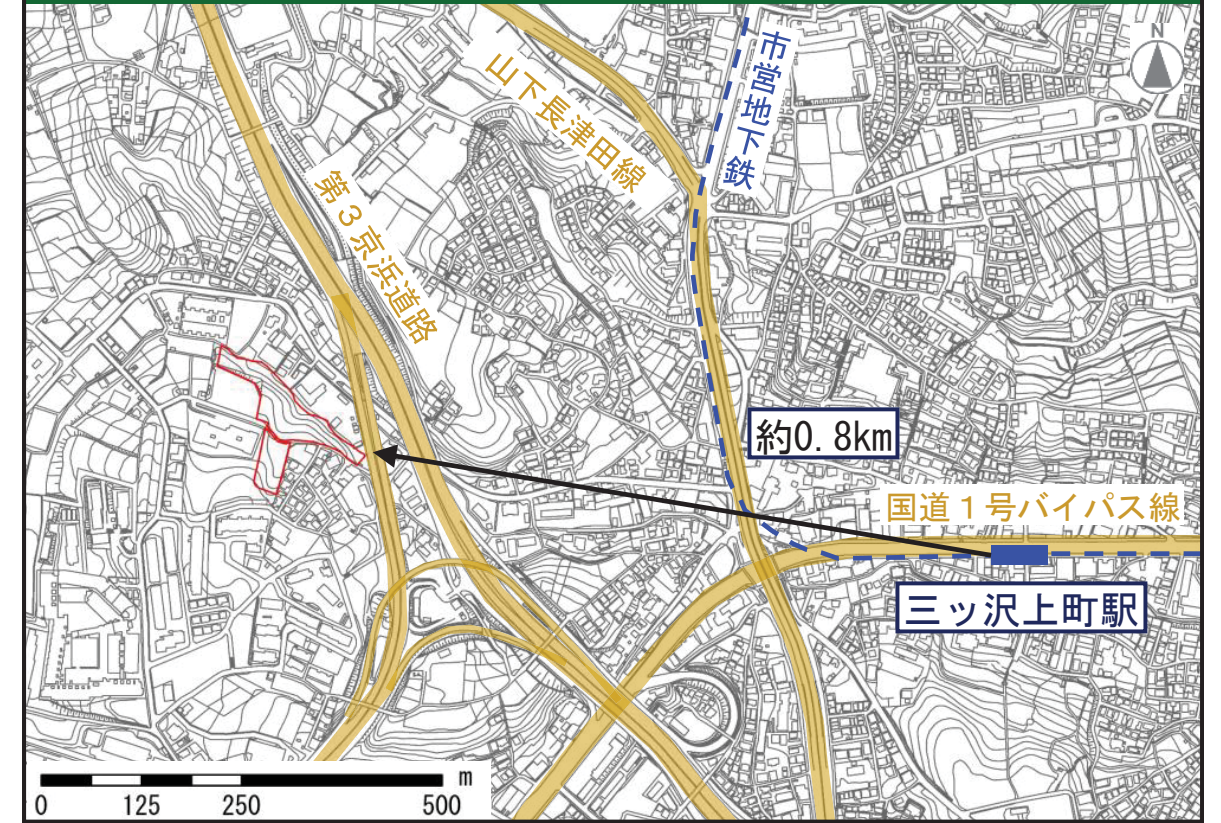 N
市営地下鉄
山下長津田線
第3京浜道路
約0.8km
国道1号バイパス線
三ッ沢上町駅
m
0 125 250 500